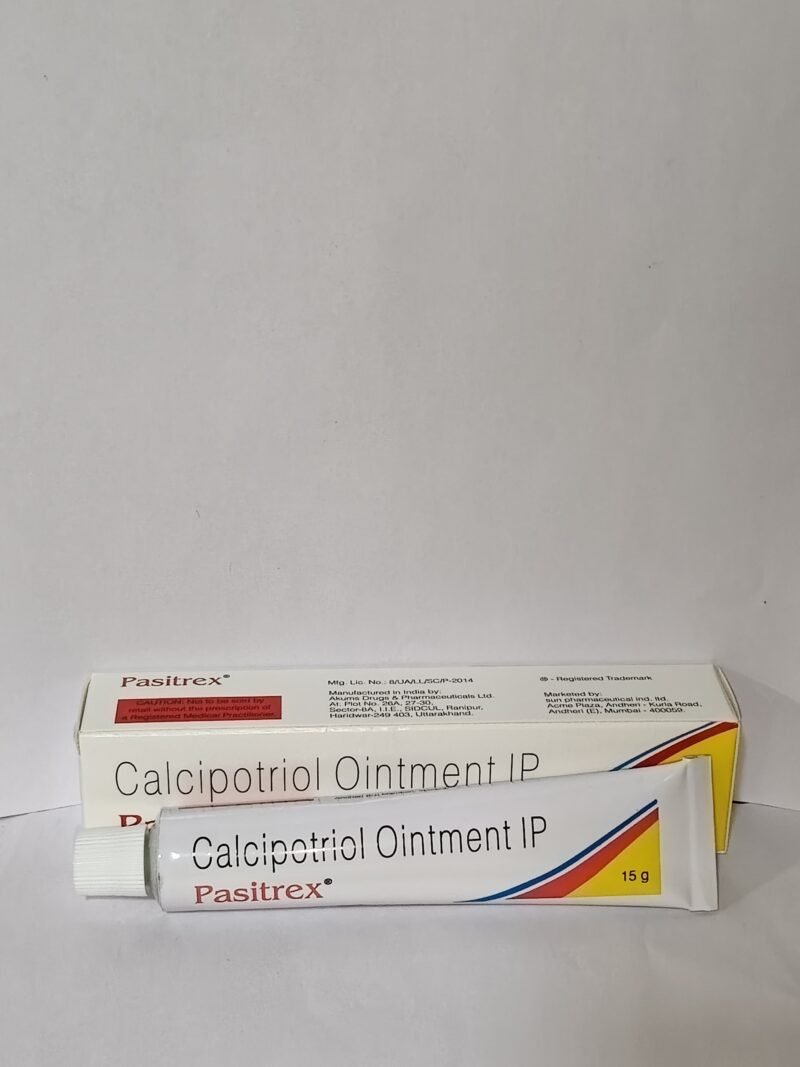 Pasitrex®
CAUTION: Not to be sold by
retail without the prescription of
a Registered Medical Practitioner.
Mfg. Lic. No.: 8/UA/LL/SC/P-2014
Manufactured in India by:
Akums Drugs & Pharmaceuticals Ltd.
At. Plot No. 26A, 27-30,
Sector-8A, I.I.E., SIDCUL, Ranipur,
Haridwar-249 403, Uttarakhand.
® - Registered Trademark
Marketed by:
sun pharmaceutical ind. ltd.
Acme Plaza, Andheri - Kurla Road,
Andheri (E), Mumbai - 400059.
Calcipotriol Ointment IP
Calcipotriol Ointment IP
Pasitrex®
15 g